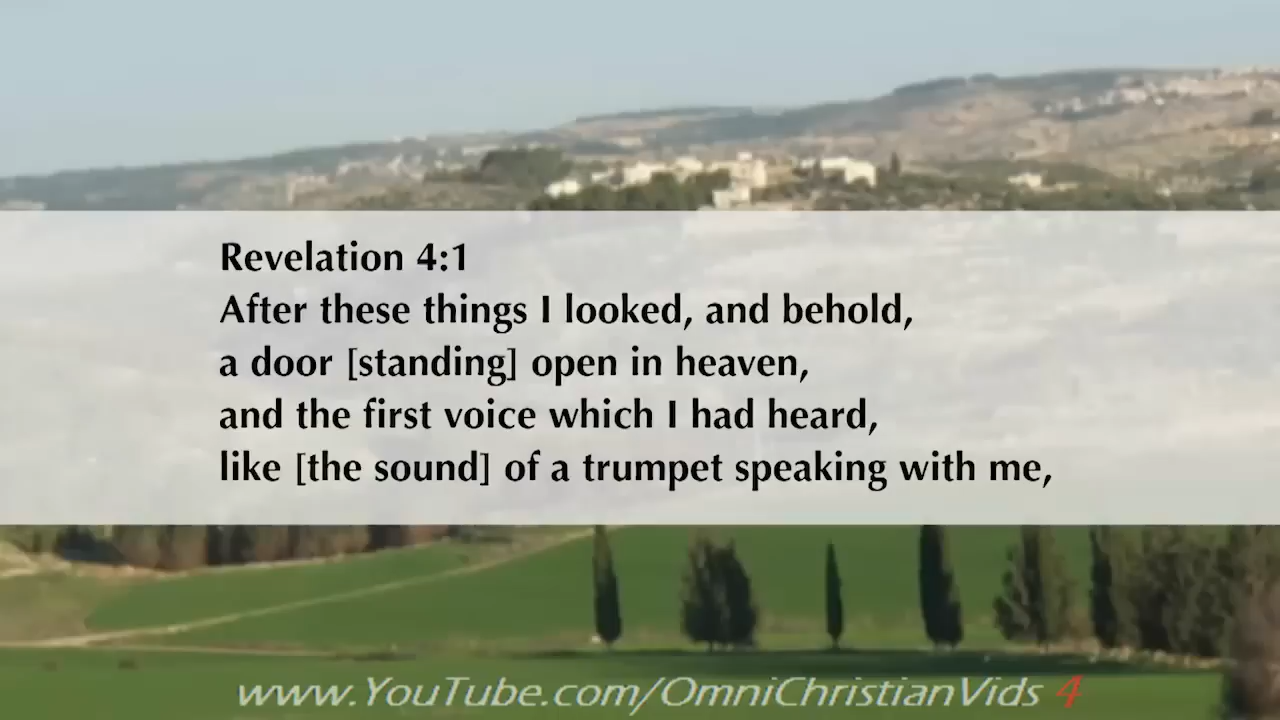 Revelation 4:1
After these things I looked, and behold,
a door [standing] open in heaven,
and the first voice which I had heard,
like [the sound] of a trumpet speaking with me,
www.YouTube.com/OmniChristianVids 4